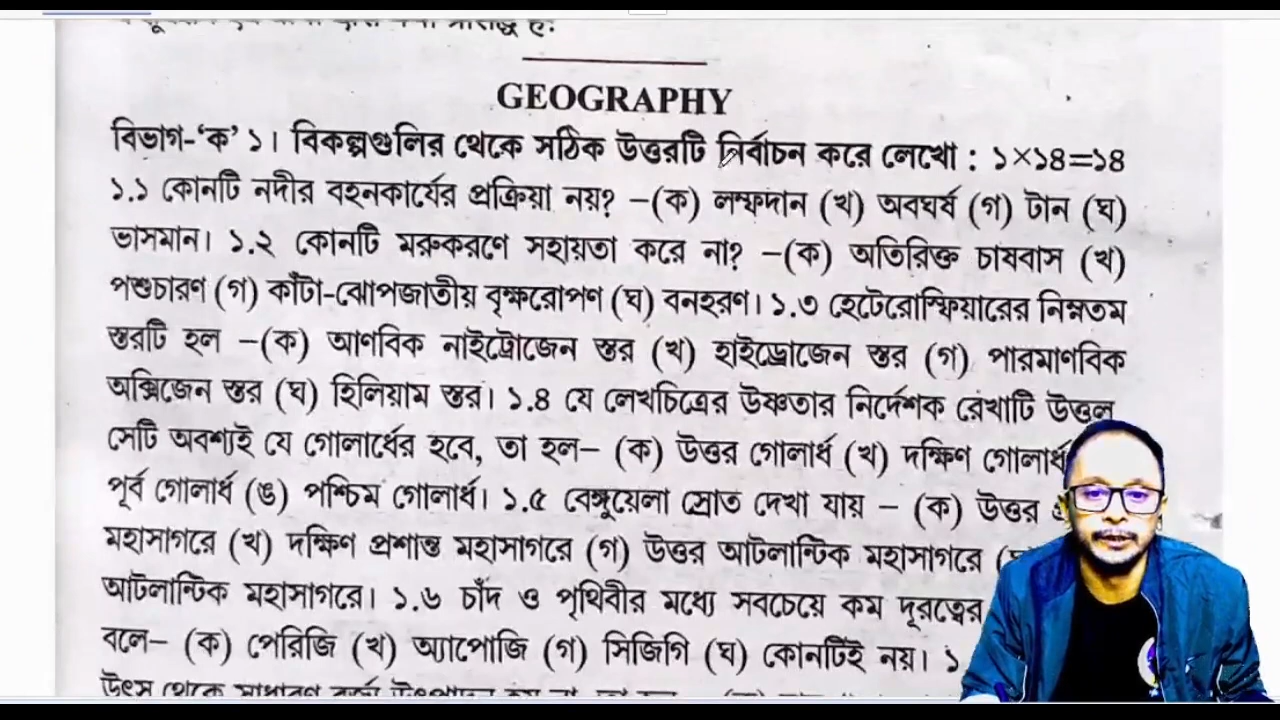 GEOGRAPHY
বিভাগ-‘ক’ ১। বিকল্পগুলির থেকে সঠিক উত্তরটি নির্বাচন করে লেখো : ১×১৪=১৪
১.১ কোনটি নদীর বহনকার্যের প্রক্রিয়া নয়? –(ক) লম্ফদান (খ) অবঘর্ষ (গ) টান (ঘ)
ভাসমান। ১.২ কোনটি মরুকরণে সহায়তা করে না? –(ক) অতিরিক্ত চাষবাস (খ)
পশুচারণ (গ) কাঁটা-ঝোপজাতীয় বৃক্ষরোপণ (ঘ) বনহরণ। ১.৩ হেটেরোস্ফিয়ারের নিম্নতম
স্তরটি হল –(ক) আণবিক নাইট্রোজেন স্তর (খ) হাইড্রোজেন স্তর (গ) পারমাণবিক
অক্সিজেন স্তর (ঘ) হিলিয়াম স্তর। ১.৪ যে লেখচিত্রের উষ্ণতার নির্দেশক রেখাটি উত্তল
সেটি অবশ্যই যে গোলার্ধের হবে, তা হল– (ক) উত্তর গোলার্ধ (খ) দক্ষিণ গোলার্ধ
পূর্ব গোলার্ধ (ঙ) পশ্চিম গোলার্ধ। ১.৫ বেঙ্গুয়েলা স্রোত দেখা যায় – (ক) উত্তর
মহাসাগরে (খ) দক্ষিণ প্রশান্ত মহাসাগরে (গ) উত্তর আটলান্টিক মহাসাগরে
আটলান্টিক মহাসাগরে। ১.৬ চাঁদ ও পৃথিবীর মধ্যে সবচেয়ে কম দূরত্বের
বলে– (ক) পেরিজি (খ) অ্যাপোজি (গ) সিজিগি (ঘ) কোনটিই নয়। ১.